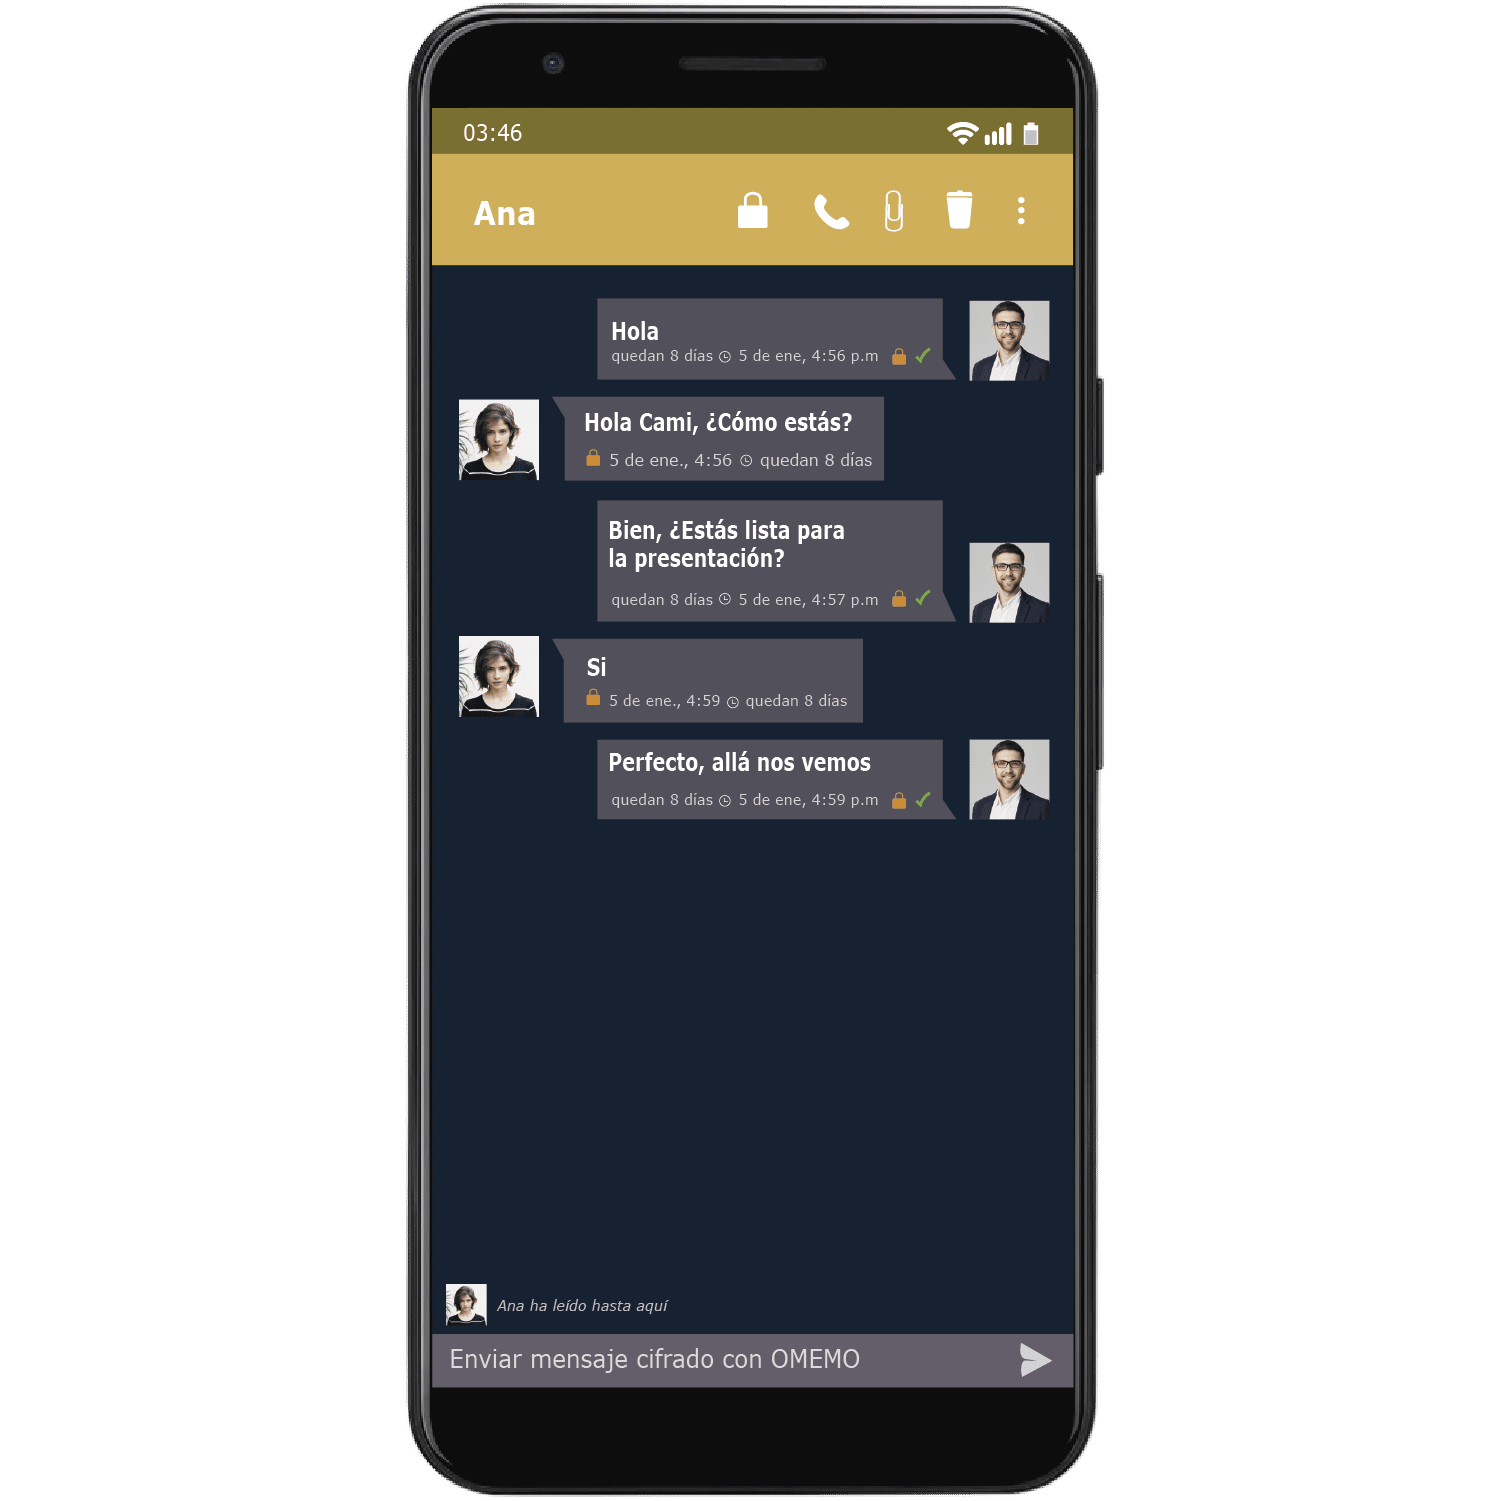 03:46
Ana
Hola
quedan 8 días 5 de ene, 4:56 p.m
Hola Cami, ¿Cómo estás?
5 de ene., 4:56 quedan 8 días
Bien, ¿Estás lista para
la presentación?
quedan 8 días 5 de ene, 4:57 p.m
Si
5 de ene., 4:59 quedan 8 días
Perfecto, allá nos vemos
quedan 8 días 5 de ene, 4:59 p.m
Ana ha leído hasta aquí
Enviar mensaje cifrado con OMEMO